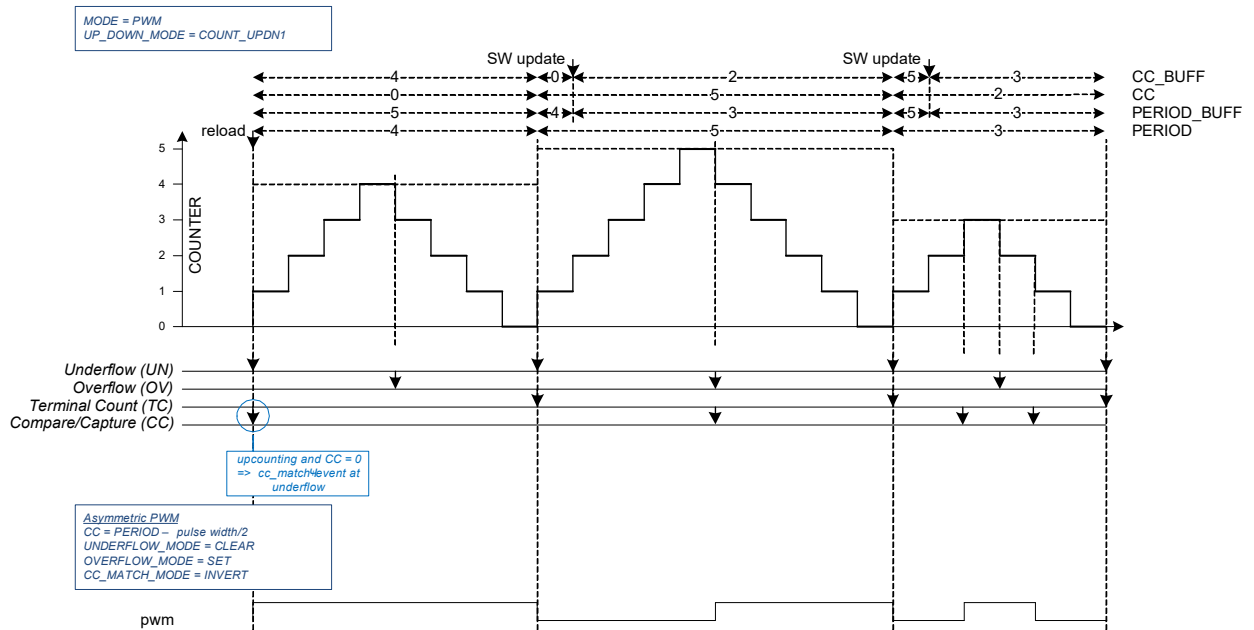 MODE = PWM
UP_DOWN_MODE = COUNT_UPDN1
SW update SW update
4 0 2 5 3 CC_BUFF
0 5 2 CC
5 4 3 5 3 PERIOD_BUFF
reload 4 5 3 PERIOD
5
4
3
2
1
0
COUNTER
Underflow (UN)
Overflow (OV)
Terminal Count (TC)
Compare/Capture (CC)
upcounting and CC = 0
=> cc_match event at
underflow
Asymmetric PWM
CC = PERIOD – pulse width/2
UNDERFLOW_MODE = CLEAR
OVERFLOW_MODE = SET
CC_MATCH_MODE = INVERT
pwm